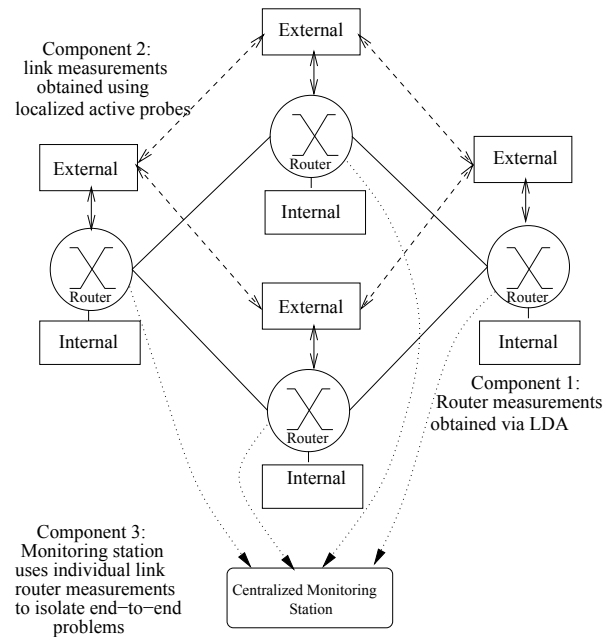 External
Component 2:
link measurements
obtained using
localized active probes
Router
External
External
Internal
Router
Router
External
Internal
Internal
Component 1:
Router measurements
obtained via LDA
Router
Internal
Component 3:
Monitoring station
uses individual link
router measurements
to isolate end−to−end
problems
Centralized Monitoring
Station